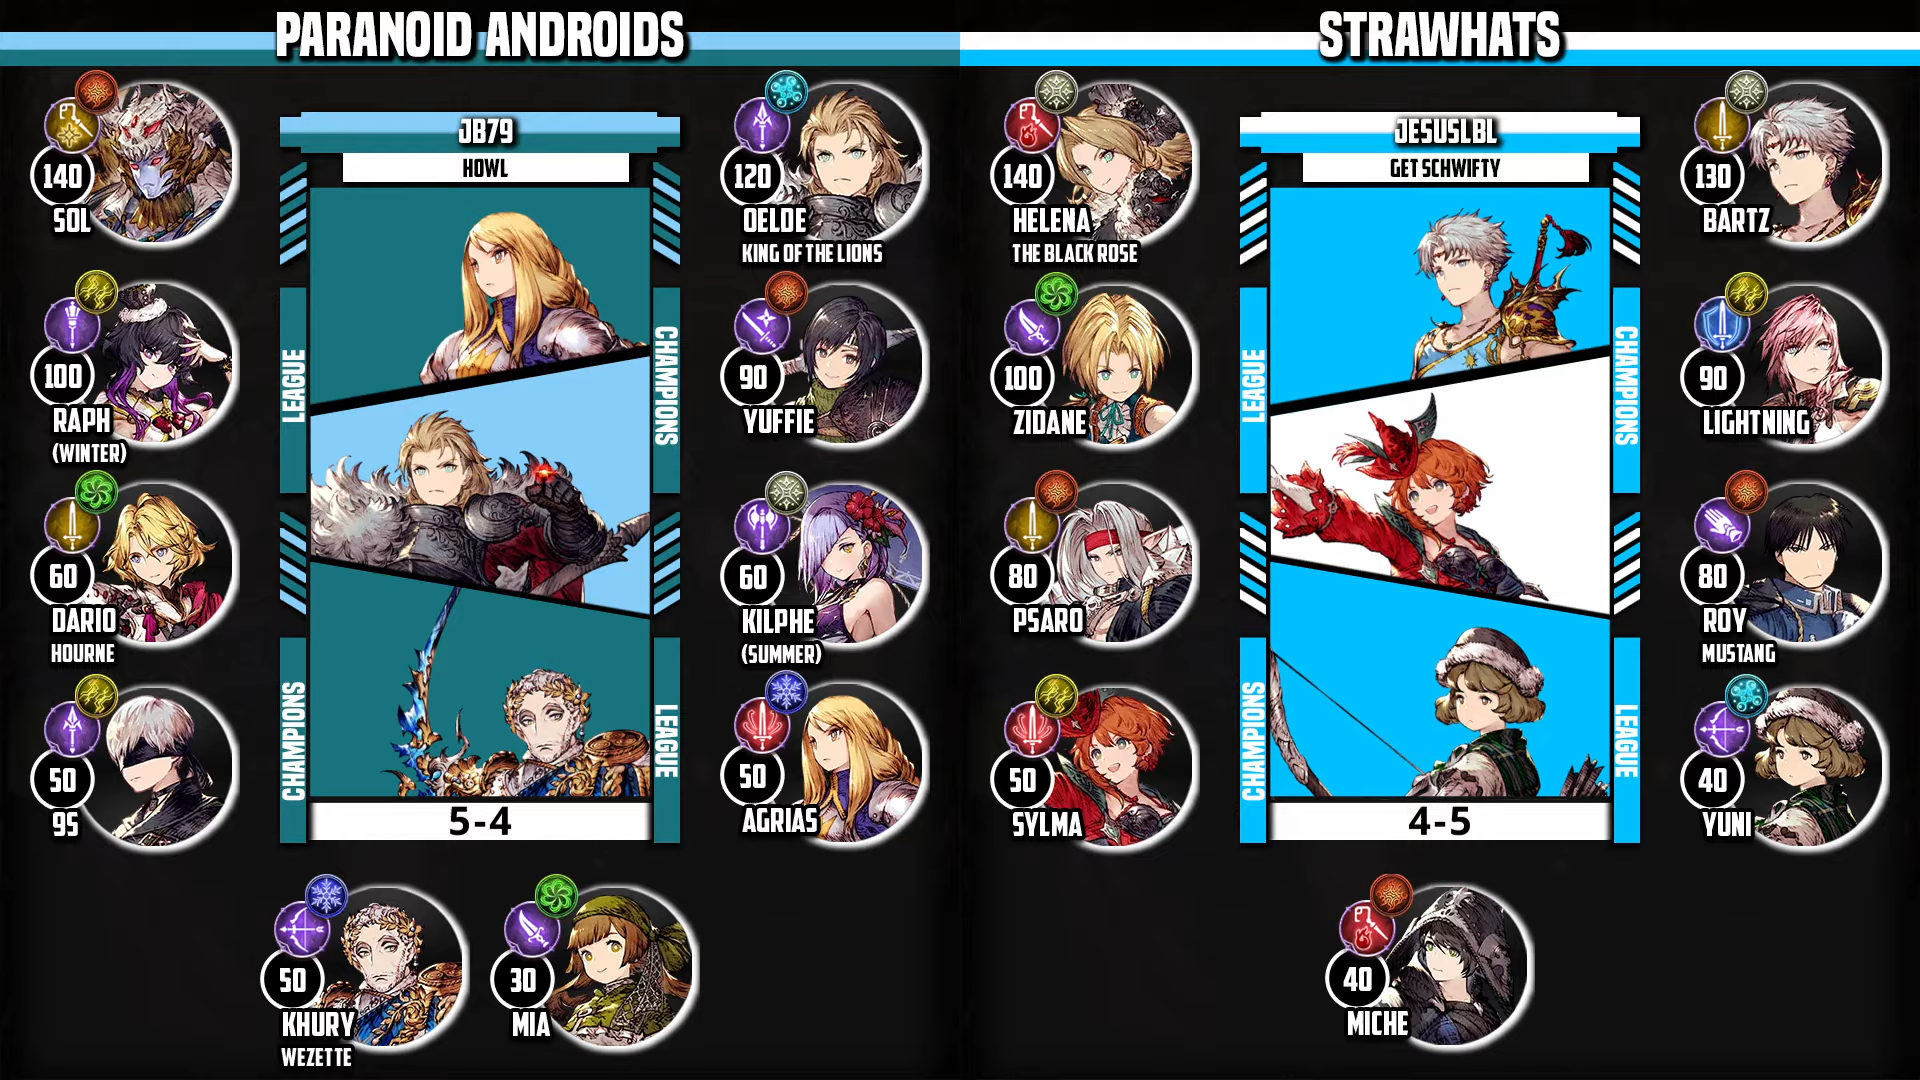 PARANOID ANDROIDS
140
SOL
100
RAPH
(WINTER)
60
DARIO
HOURNE
50
9S
JB79
HOWL
LEAGUE
CHAMPIONS
CHAMPIONS
LEAGUE
5-4
120
OELDE
KING OF THE LIONS
90
YUFFIE
60
KILPHE
(SUMMER)
50
AGRIAS
50
KHURY
WEZETTE
30
MIA
STRAWHATS
140
HELENA
THE BLACK ROSE
100
ZIDANE
80
PSARO
50
SYLMA
JESUSLBL
GET SCHWIFTY
LEAGUE
CHAMPIONS
CHAMPIONS
LEAGUE
4-5
130
BARTZ
90
LIGHTNING
80
ROY
MUSTANG
40
YUNI
40
MICHE